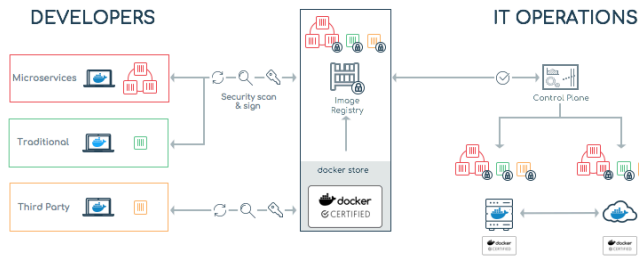 DEVELOPERS
IT OPERATIONS
Microservices
Security scan
& sign
Image
Registry
Control Plane
Traditional
docker store
docker
CERTIFIED
Third Party
docker
CERTIFIED
docker
CERTIFIED